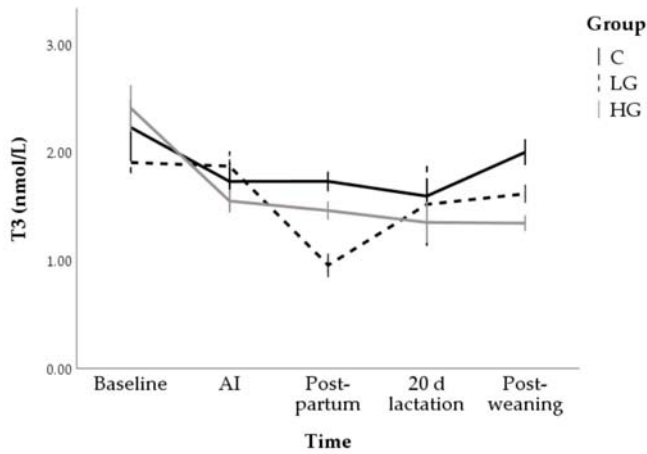 Group
C
LG
HG
3.00
2.00
1.00
0.00
T3 (nmol/L)
Baseline
AI
Post-
partum
20 d
lactation
Post-
weaning
Time